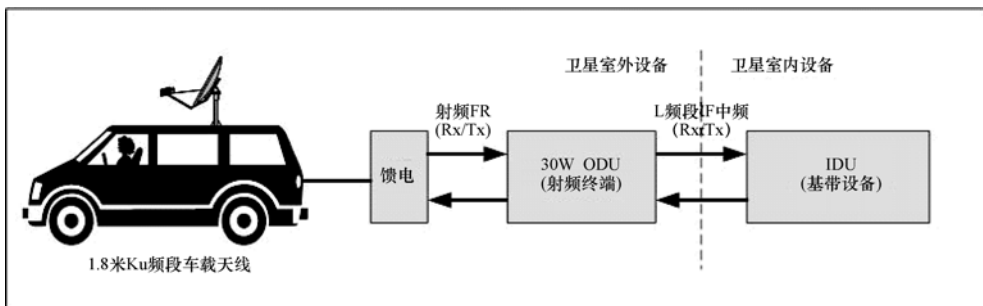 卫星室外设备
卫星室内设备
射频FR
(Rx/Tx)
L频段IF中频
(Rx/Tx)
馈电
30W ODU
(射频终端)
IDU
(基带设备)
1.8米Ku频段车载天线